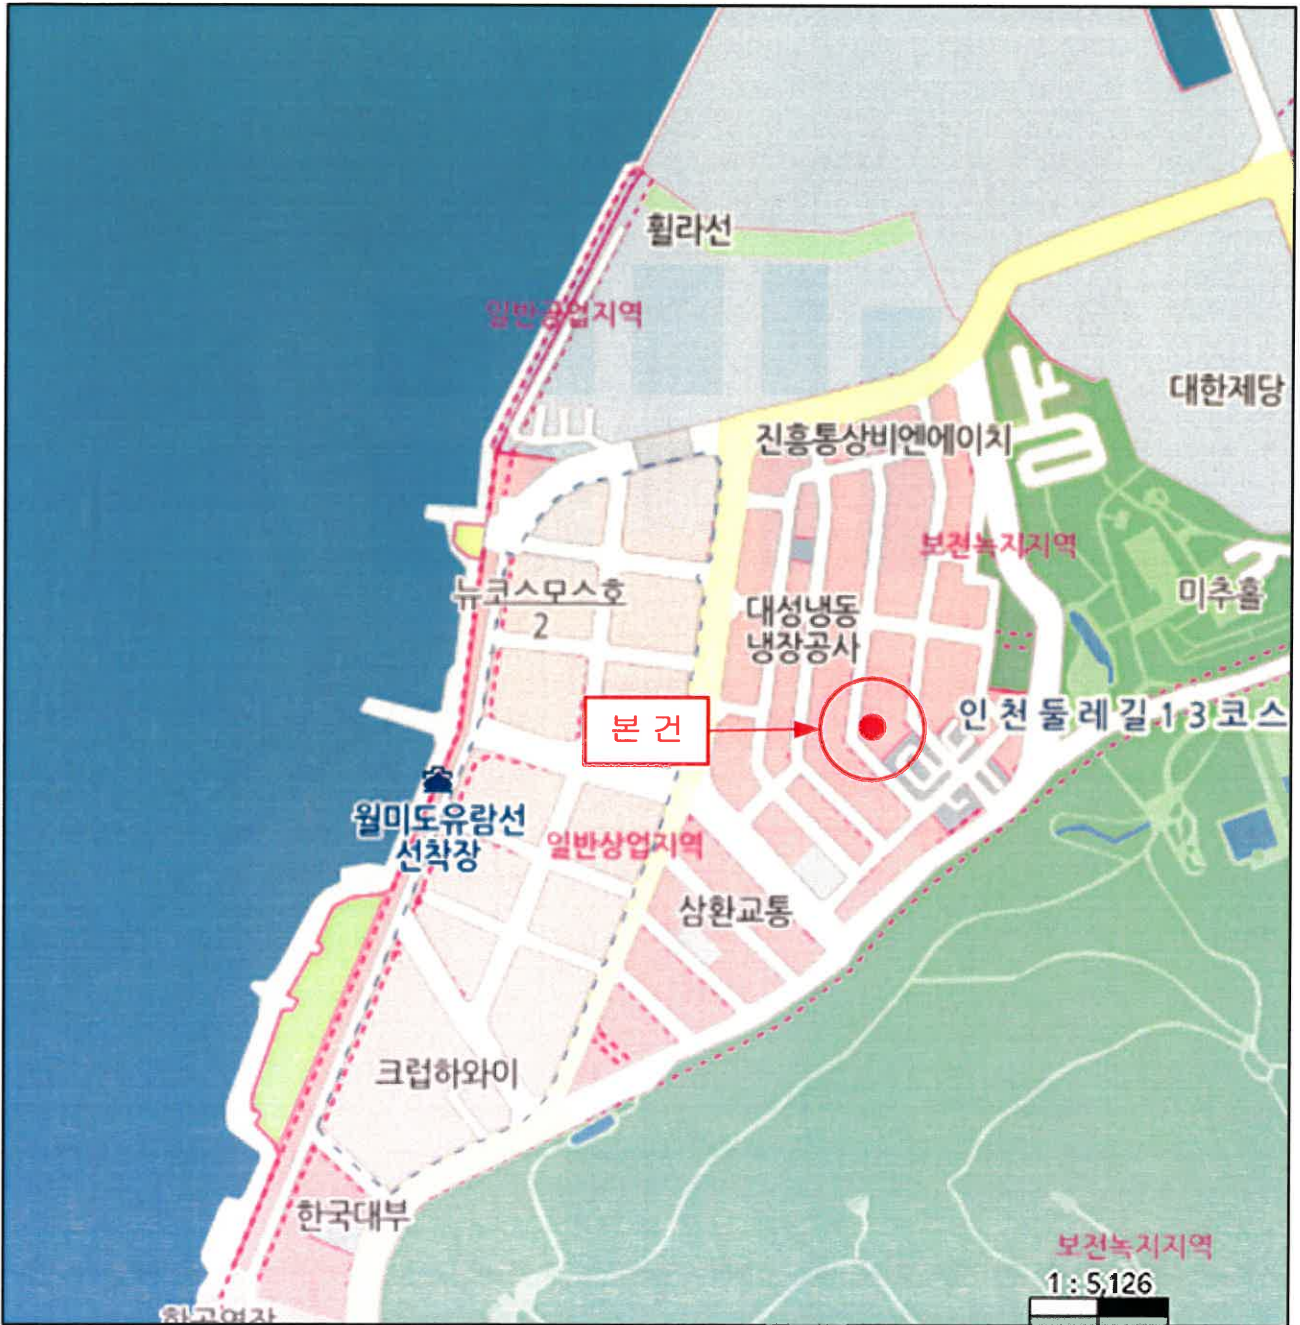 휠라선
일반공업지역
대한제당
진흥통상비엔에이치
보전녹지지역
뉴코스모스호
2
미추홀
대성냉동
냉장공사
본 건
인천둘레길13코스
월미도유람선
선착장
일반상업지역
삼환교통
크럽하와이
한국대부
보전녹지지역
1 : 5,126